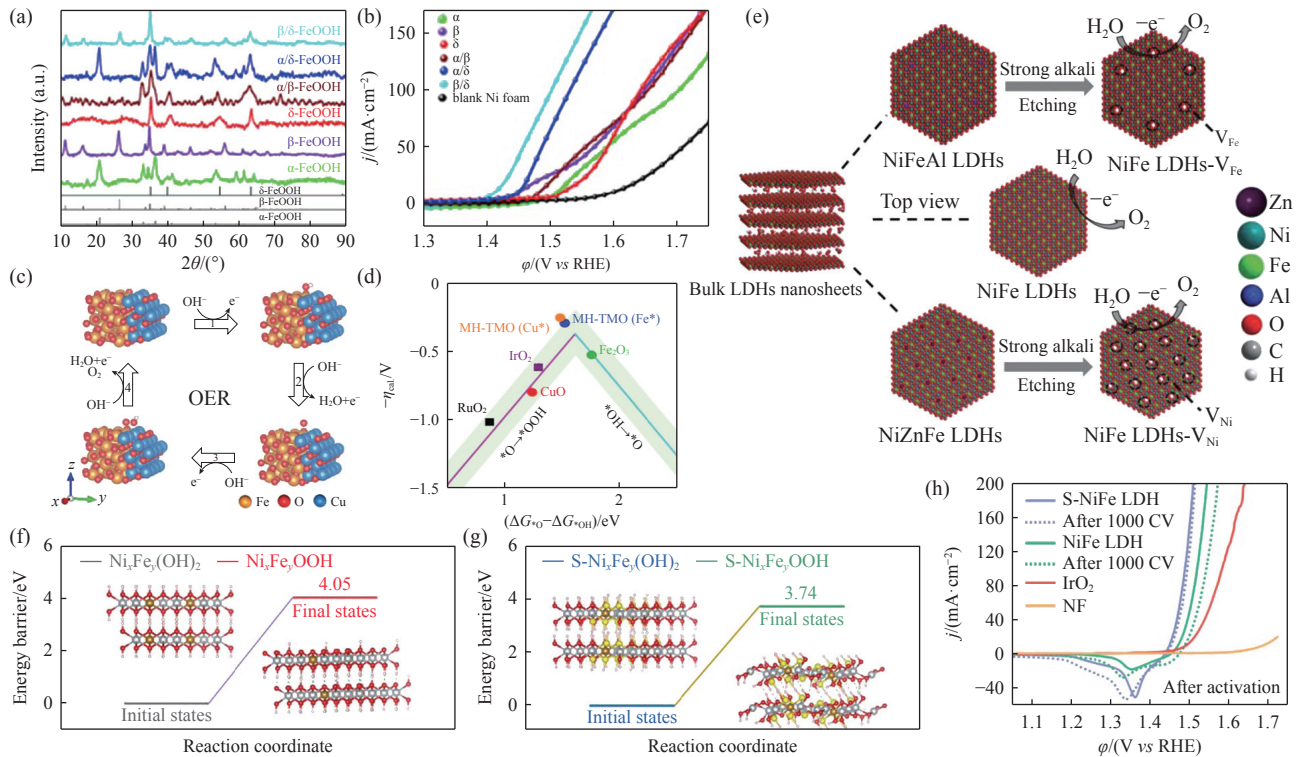 (a)
β/δ-FeOOH
α/δ-FeOOH
α/β-FeOOH
δ-FeOOH
β-FeOOH
α-FeOOH
δ-FeOOH
β-FeOOH
α-FeOOH
Intensity (a.u.)
10 20 30 40 50 60 70 80 90
2θ/(°)
(b)
150
100
50
0
j/(mA·cm⁻²)
α
β
δ
α/β
α/δ
β/δ
blank Ni foam
1.3 1.4 1.5 1.6 1.7
φ/(V vs RHE)
(c)
OH⁻ e⁻
1
2
OH⁻
H₂O+e⁻
3
e⁻ OH⁻
4
H₂O+e⁻
O₂
OH⁻
OER
z
x y
Fe O Cu
(d)
−0
−0.5
−1.0
−1.5
−η_cal/V
MH-TMO (Cu*)
MH-TMO (Fe*)
IrO₂
Fe₂O₃
CuO
RuO₂
*O→*OOH
*OH→*O
1 2
(ΔG*O−ΔG*OH)/eV
(e)
H₂O −e⁻ O₂
Strong alkali
Etching
NiFeAl LDHs
V_Fe
NiFe LDHs-V_Fe
H₂O
−e⁻
O₂
Top view
Bulk LDHs nanosheets
NiFe LDHs
H₂O −e⁻ O₂
Strong alkali
Etching
V_Ni
NiZnFe LDHs
NiFe LDHs-V_Ni
Zn
Ni
Fe
Al
O
C
H
(f)
6
4
2
0
Energy barrier/eV
NiₓFeᵧ(OH)₂ NiₓFeᵧOOH
4.05
Final states
Initial states
Reaction coordinate
(g)
6
4
2
0
Energy barrier/eV
S-NiₓFeᵧ(OH)₂ S-NiₓFeᵧOOH
3.74
Final states
Initial states
Reaction coordinate
(h)
200
160
120
80
40
0
−40
j/(mA·cm⁻²)
S-NiFe LDH
After 1000 CV
NiFe LDH
After 1000 CV
IrO₂
NF
After activation
1.1 1.2 1.3 1.4 1.5 1.6 1.7
φ/(V vs RHE)